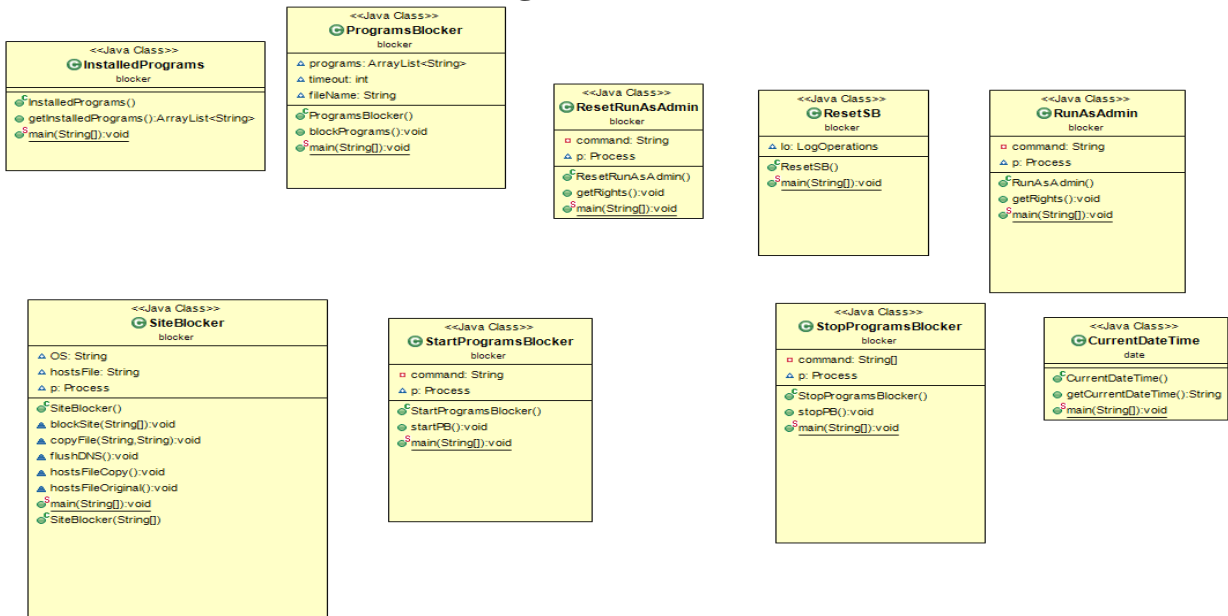 <<Java Class>>
InstalledPrograms
blocker
InstalledPrograms()
getInstalledPrograms():ArrayList<String>
main(String[]):void
<<Java Class>>
ProgramsBlocker
blocker
programs: ArrayList<String>
timeout: int
fileName: String
ProgramsBlocker()
blockPrograms():void
main(String[]):void
<<Java Class>>
ResetRunAsAdmin
blocker
command: String
p: Process
ResetRunAsAdmin()
getRights():void
main(String[]):void
<<Java Class>>
ResetSB
blocker
lo: LogOperations
ResetSB()
main(String[]):void
<<Java Class>>
RunAsAdmin
blocker
command: String
p: Process
RunAsAdmin()
getRights():void
main(String[]):void
<<Java Class>>
SiteBlocker
blocker
OS: String
hostsFile: String
p: Process
SiteBlocker()
blockSite(String[]):void
copyFile(String,String):void
flushDNS():void
hostsFileCopy():void
hostsFileOriginal():void
main(String[]):void
SiteBlocker(String[])
<<Java Class>>
StartProgramsBlocker
blocker
command: String
p: Process
StartProgramsBlocker()
startPB():void
main(String[]):void
<<Java Class>>
StopProgramsBlocker
blocker
command: String[]
p: Process
StopProgramsBlocker()
stopPB():void
main(String[]):void
<<Java Class>>
CurrentDateTime
date
CurrentDateTime()
getCurrentDateTime():String
main(String[]):void